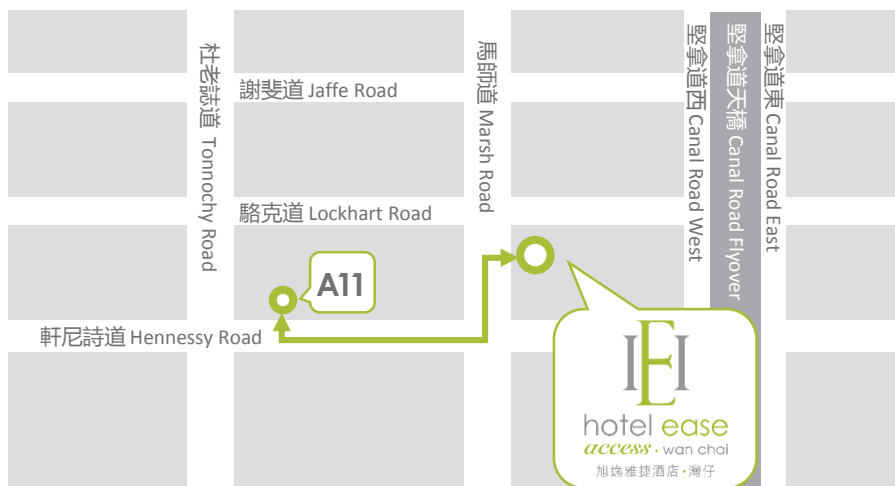 杜老誌道 Tonnochy Road
謝斐道 Jaffe Road
馬師道 Marsh Road
堅拿道西 Canal Road West
堅拿道天橋 Canal Road Flyover
堅拿道東 Canal Road East
駱克道 Lockhart Road
A11
軒尼詩道 Hennessy Road
hotel ease
access · wan chai
旭逸雅捷酒店 · 灣仔